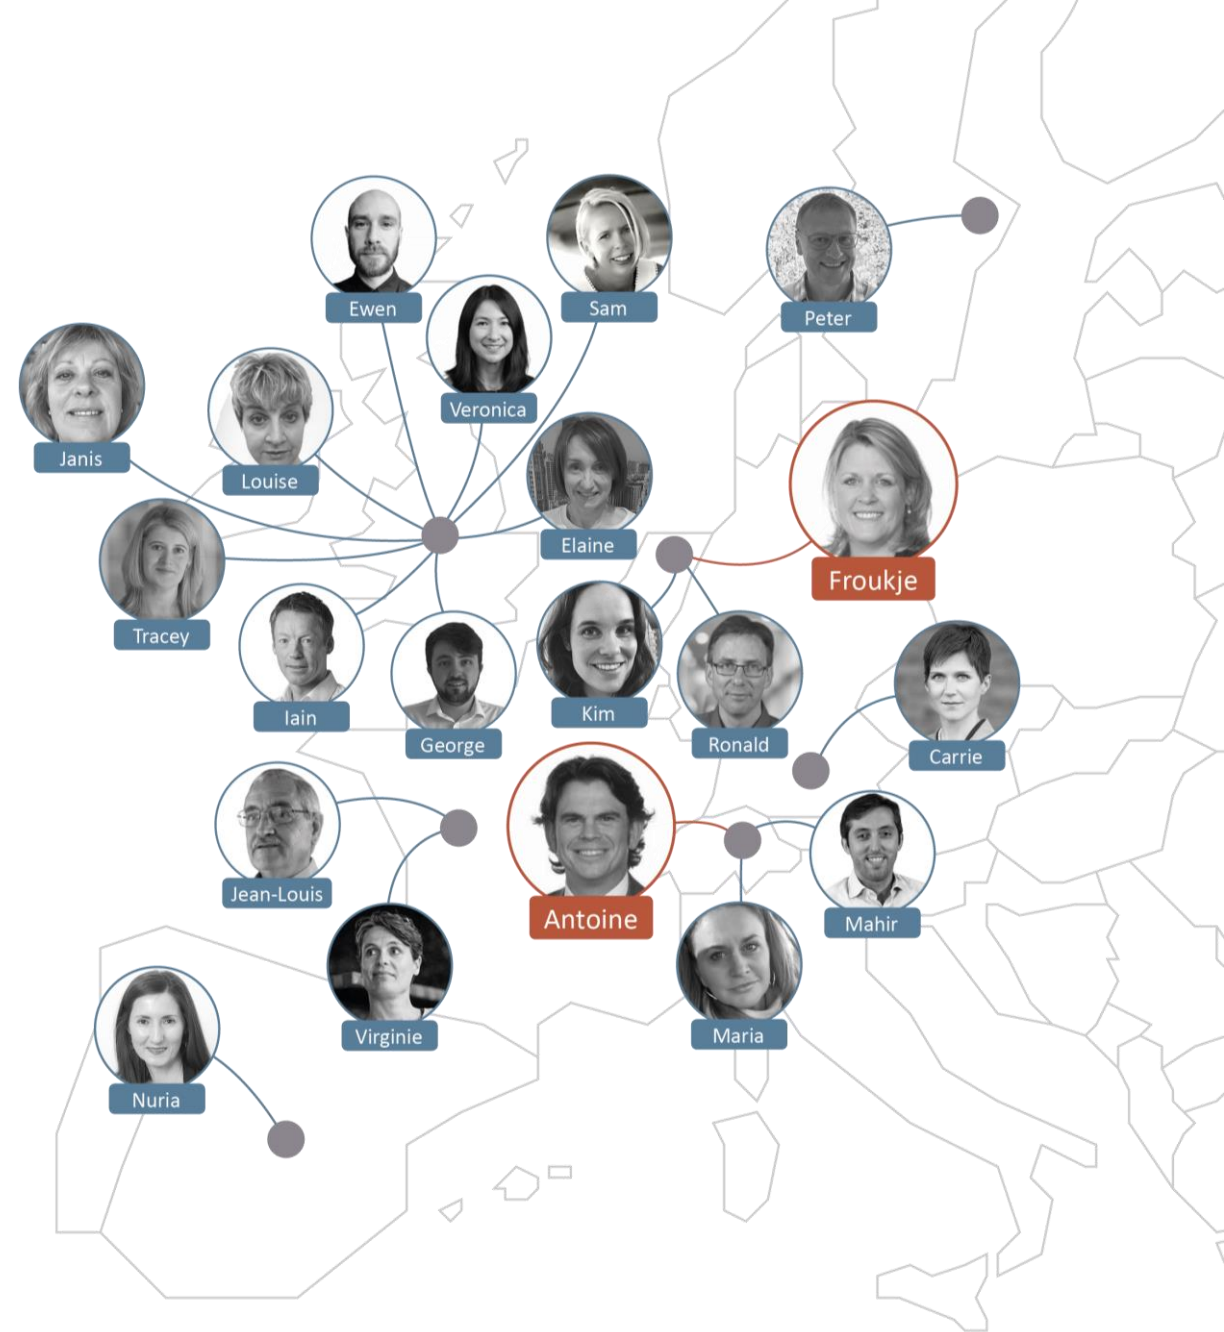 Ewen
Sam
Peter
Veronica
Janis
Louise
Elaine
Froukje
Tracey
Iain
George
Kim
Ronald
Carrie
Jean-Louis
Antoine
Mahir
Virginie
Maria
Nuria